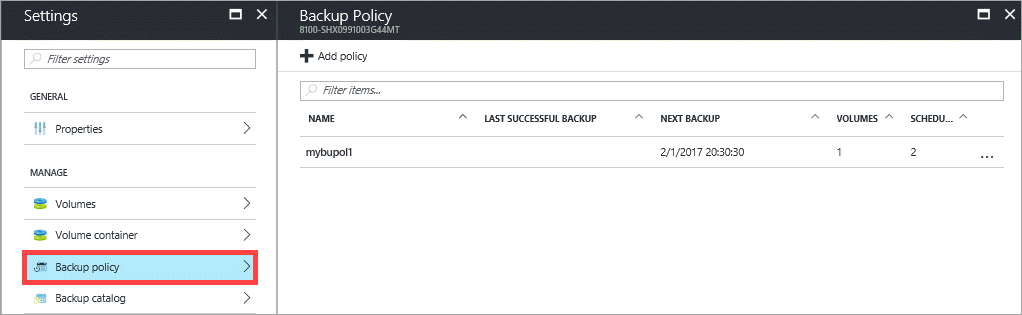 Settings
Filter settings
GENERAL
Properties
MANAGE
Volumes
Volume container
Backup policy
Backup catalog
Backup Policy
8100-SHX0991003G44MT
Add policy
Filter items...
NAME LAST SUCCESSFUL BACKUP NEXT BACKUP VOLUMES SCHEDU...
mybupol1 2/1/2017 20:30:30 1 2 ...